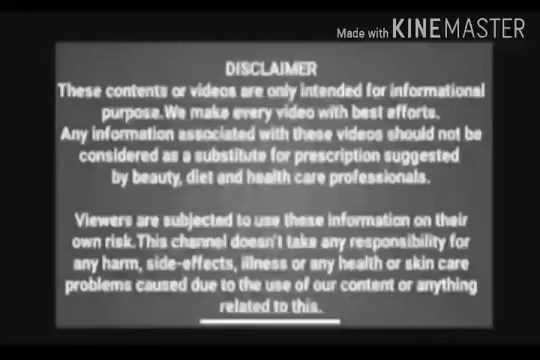 Made with KINEMASTER
DISCLAIMER
These contents or videos are only intended for informational
purpose.We make every video with best efforts.
Any information associated with these videos should not be
considered as a substitute for prescription suggested
by beauty, diet and health care professionals.
Viewers are subjected to use these information on their
own risk.This channel doesn't take any responsibility for
any harm, side-effects, illness or any health or skin care
problems caused due to the use of our content or anything
related to this.